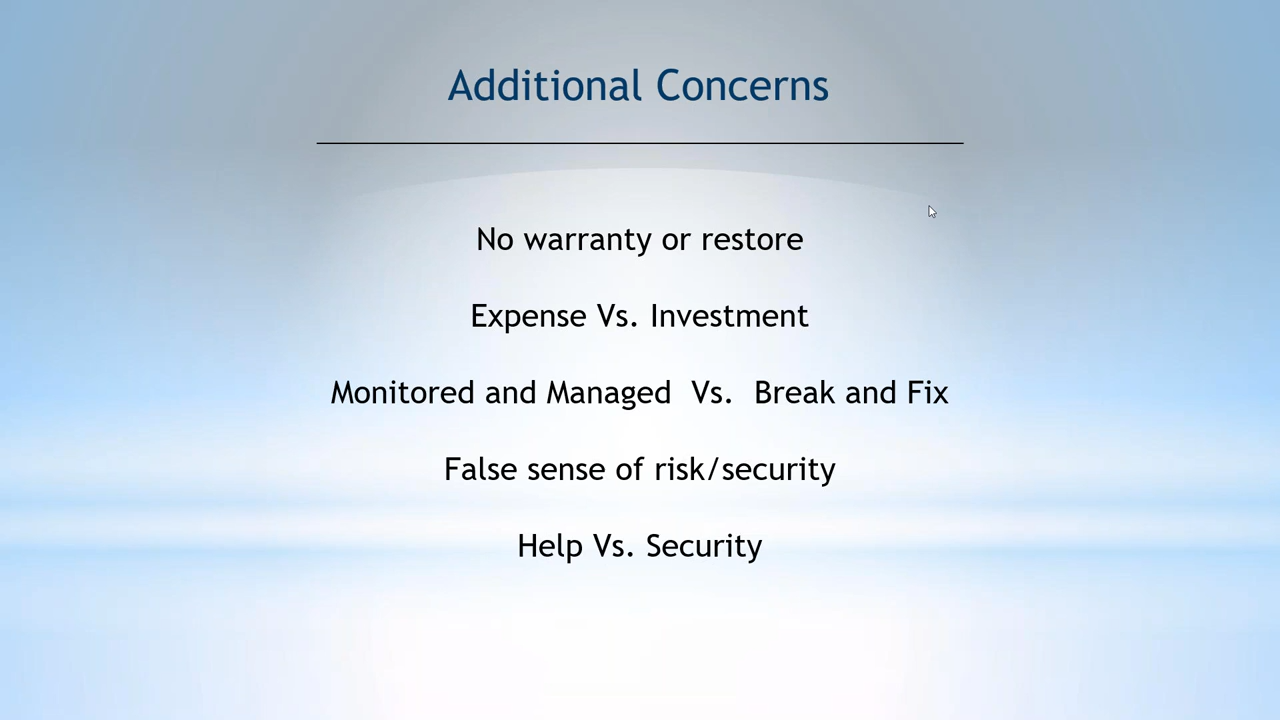 Additional Concerns
No warranty or restore
Expense Vs. Investment
Monitored and Managed  Vs.  Break and Fix
False sense of risk/security
Help Vs. Security